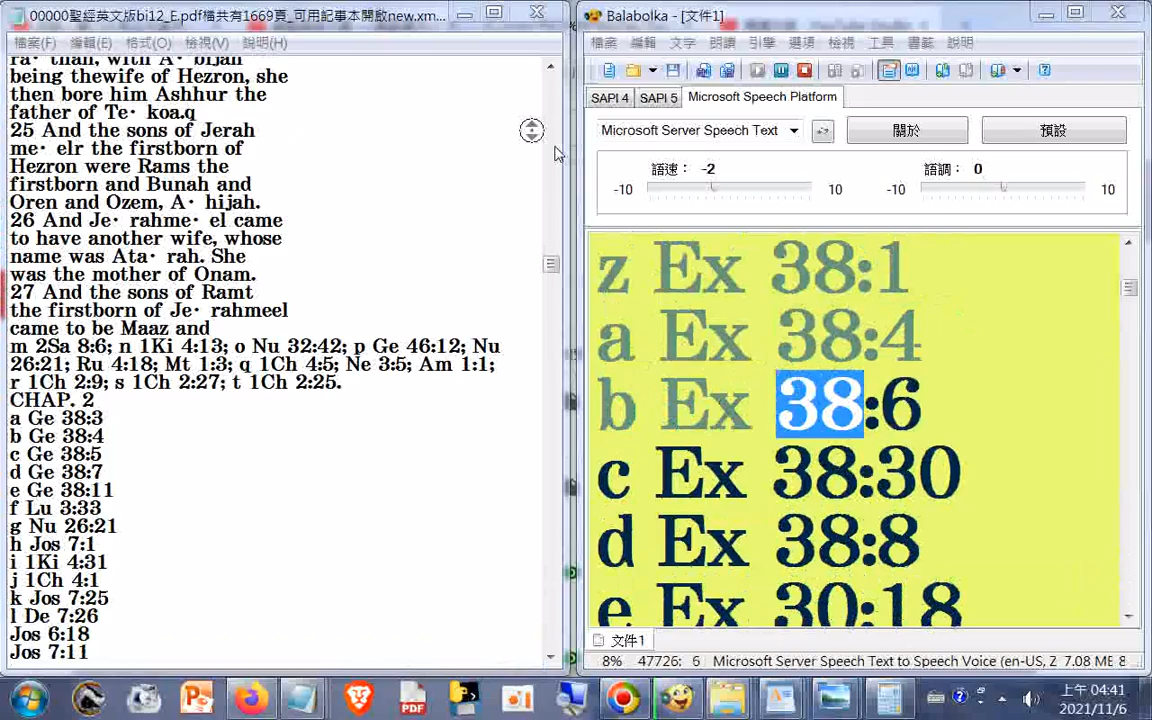 00000聖經英文版bi12_E.pdf檔共有1669頁_可用記事本開啟new.xm...
檔案(F) 編輯(E) 格式(O) 檢視(V) 說明(H)
ra· than, with A· bijah
being thewife of Hezron, she
then bore him Ashhur the
father of Te· koa.q
25 And the sons of Jerah
me· elr the firstborn of
Hezron were Rams the
firstborn and Bunah and
Oren and Ozem, A· hijah.
26 And Je· rahme· el came
to have another wife, whose
name was Ata· rah. She
was the mother of Onam.
27 And the sons of Ramt
the firstborn of Je· rahmeel
came to be Maaz and
m 2Sa 8:6; n 1Ki 4:13; o Nu 32:42; p Ge 46:12; Nu
26:21; Ru 4:18; Mt 1:3; q 1Ch 4:5; Ne 3:5; Am 1:1;
r 1Ch 2:9; s 1Ch 2:27; t 1Ch 2:25.
CHAP. 2
a Ge 38:3
b Ge 38:4
c Ge 38:5
d Ge 38:7
e Ge 38:11
f Lu 3:33
g Nu 26:21
h Jos 7:1
i 1Ki 4:31
j 1Ch 4:1
k Jos 7:25
l De 7:26
Jos 6:18
Jos 7:11
Balabolka - [文件1]
檔案 編輯 文字 朗讀 引擎 選項 檢視 工具 書籤 說明
SAPI 4 SAPI 5 Microsoft Speech Platform
Microsoft Server Speech Text 關於 預設
語速： -2 語調： 0
-10 10 -10 10
z Ex 38:1
a Ex 38:4
b Ex 38:6
c Ex 38:30
d Ex 38:8
e Ex 30:18
文件1
8% 47726: 6 Microsoft Server Speech Text to Speech Voice (en-US, Z 7.08 MB 8
上午 04:41
2021/11/6